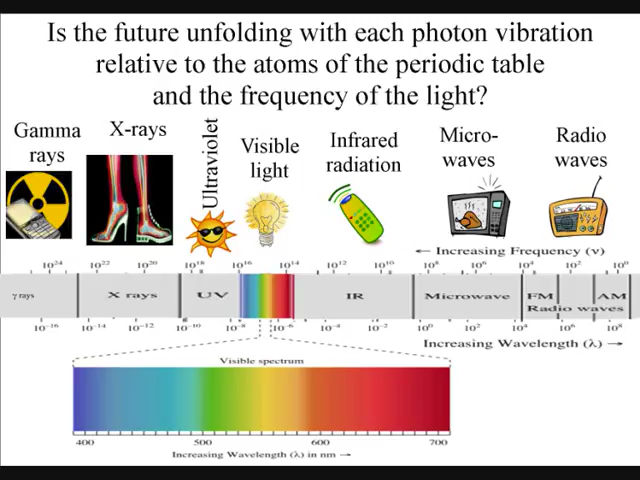 Is the future unfolding with each photon vibration
relative to the atoms of the periodic table
and the frequency of the light?
Gamma
rays
X-rays
Ultraviolet
Visible
light
Infrared
radiation
Micro-
waves
Radio
waves
← Increasing Frequency (ν)
10²⁴ 10²² 10²⁰ 10¹⁸ 10¹⁶ 10¹⁴ 10¹² 10¹⁰ 10⁸ 10⁶ 10⁴ 10² 10⁰
γ rays X rays UV IR Microwave FM AM
Radio waves
10⁻¹⁶ 10⁻¹⁴ 10⁻¹² 10⁻¹⁰ 10⁻⁸ 10⁻⁶ 10⁻⁴ 10⁻² 10⁰ 10² 10⁴ 10⁶ 10⁸
Increasing Wavelength (λ) →
Visible spectrum
400 500 600 700
Increasing Wavelength (λ) in nm →